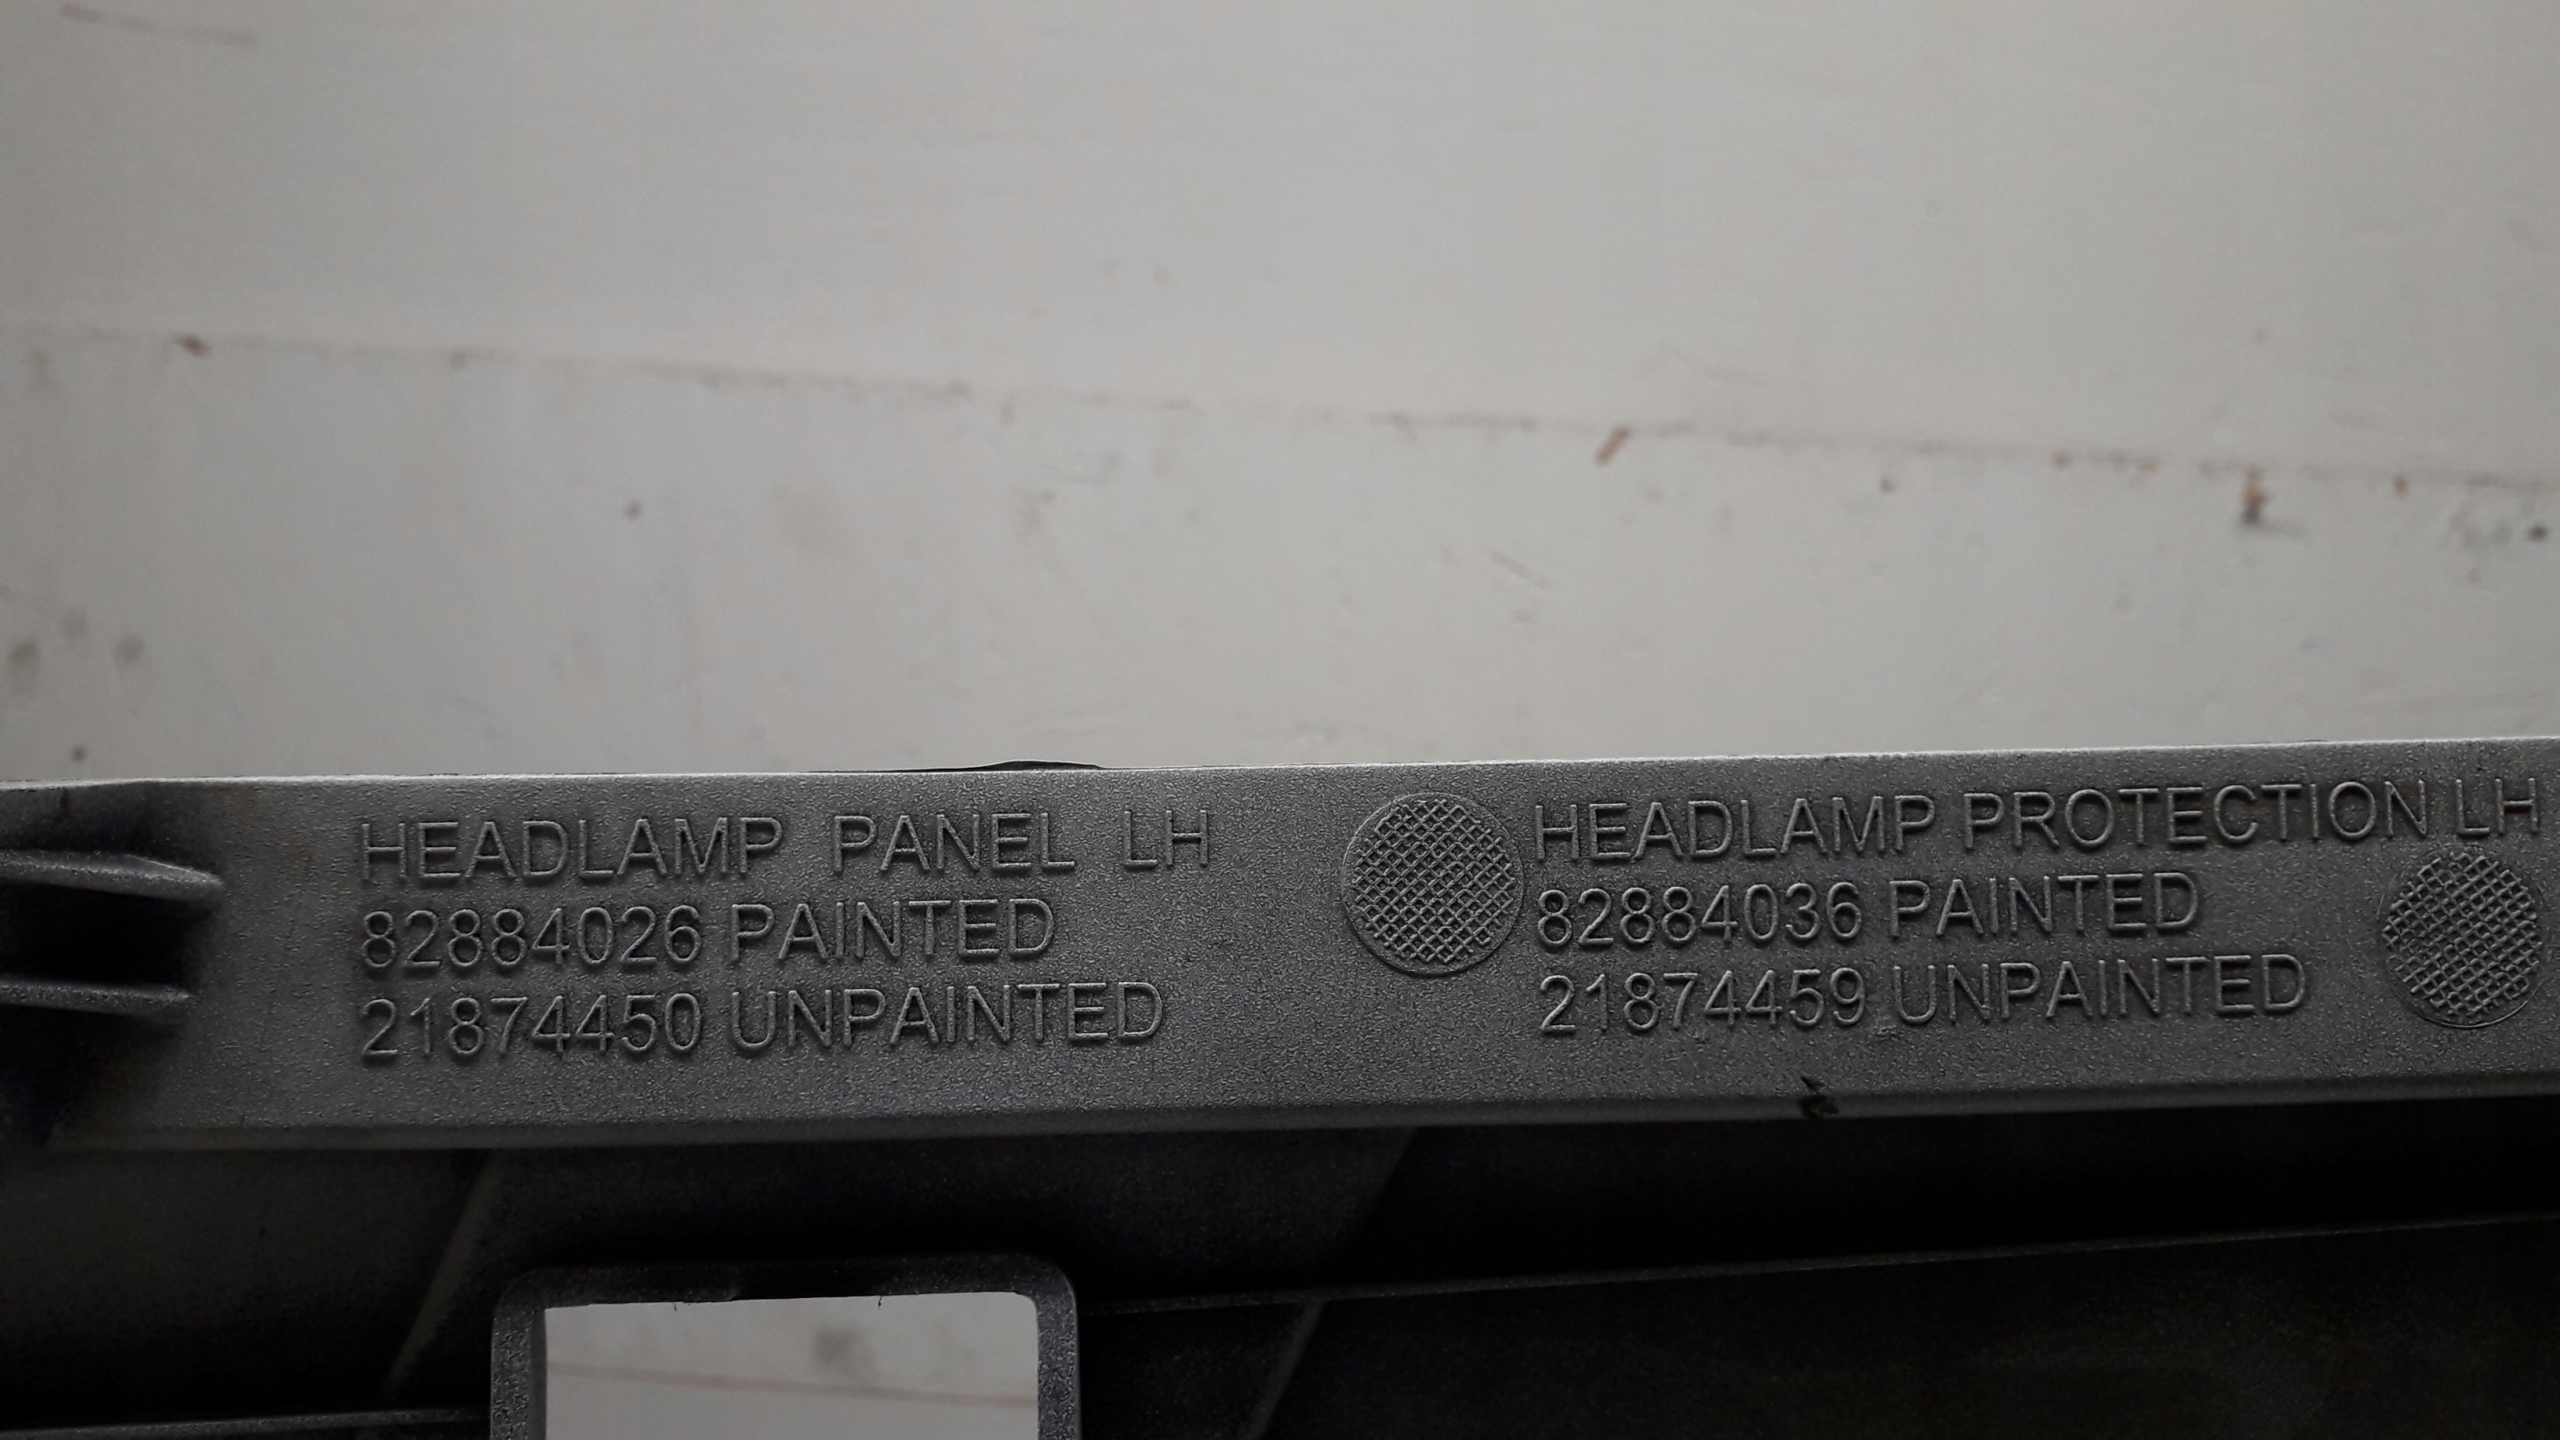 HEADLAMP PANEL LH
82884026 PAINTED
21874450 UNPAINTED
HEADLAMP PROTECTION LH
82884036 PAINTED
21874459 UNPAINTED